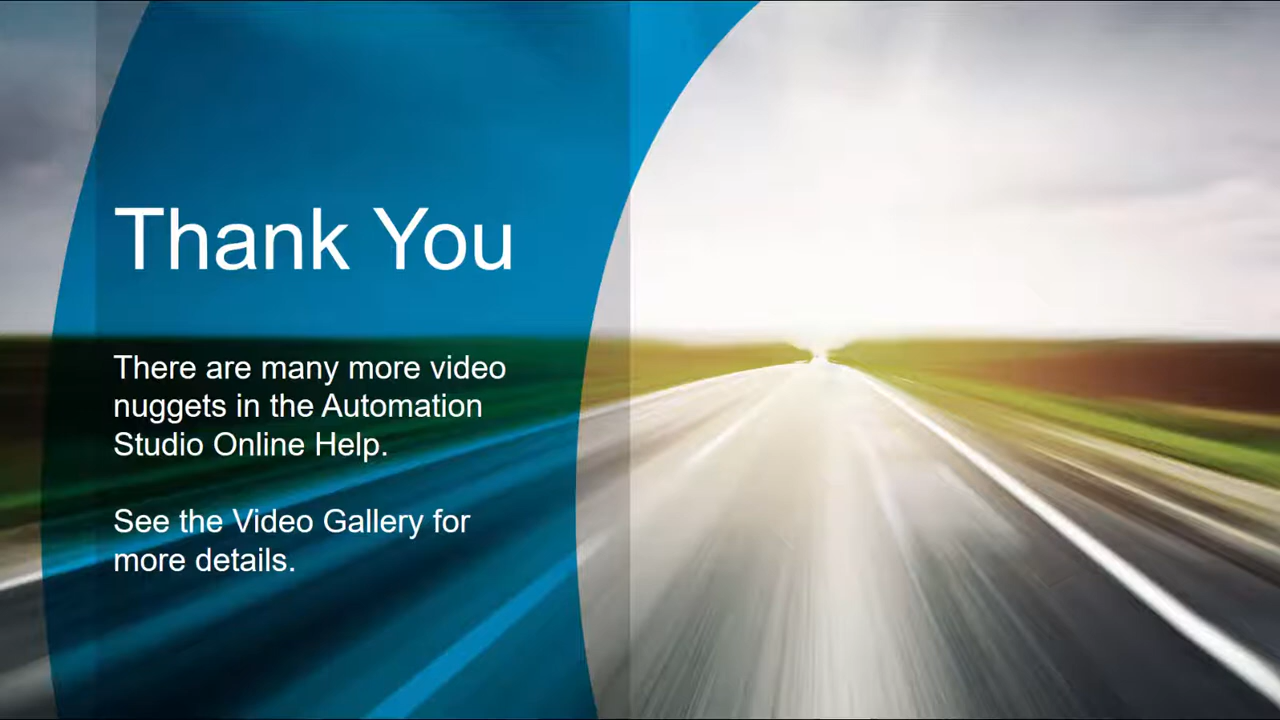 Thank You
There are many more video
nuggets in the Automation
Studio Online Help.
See the Video Gallery for
more details.